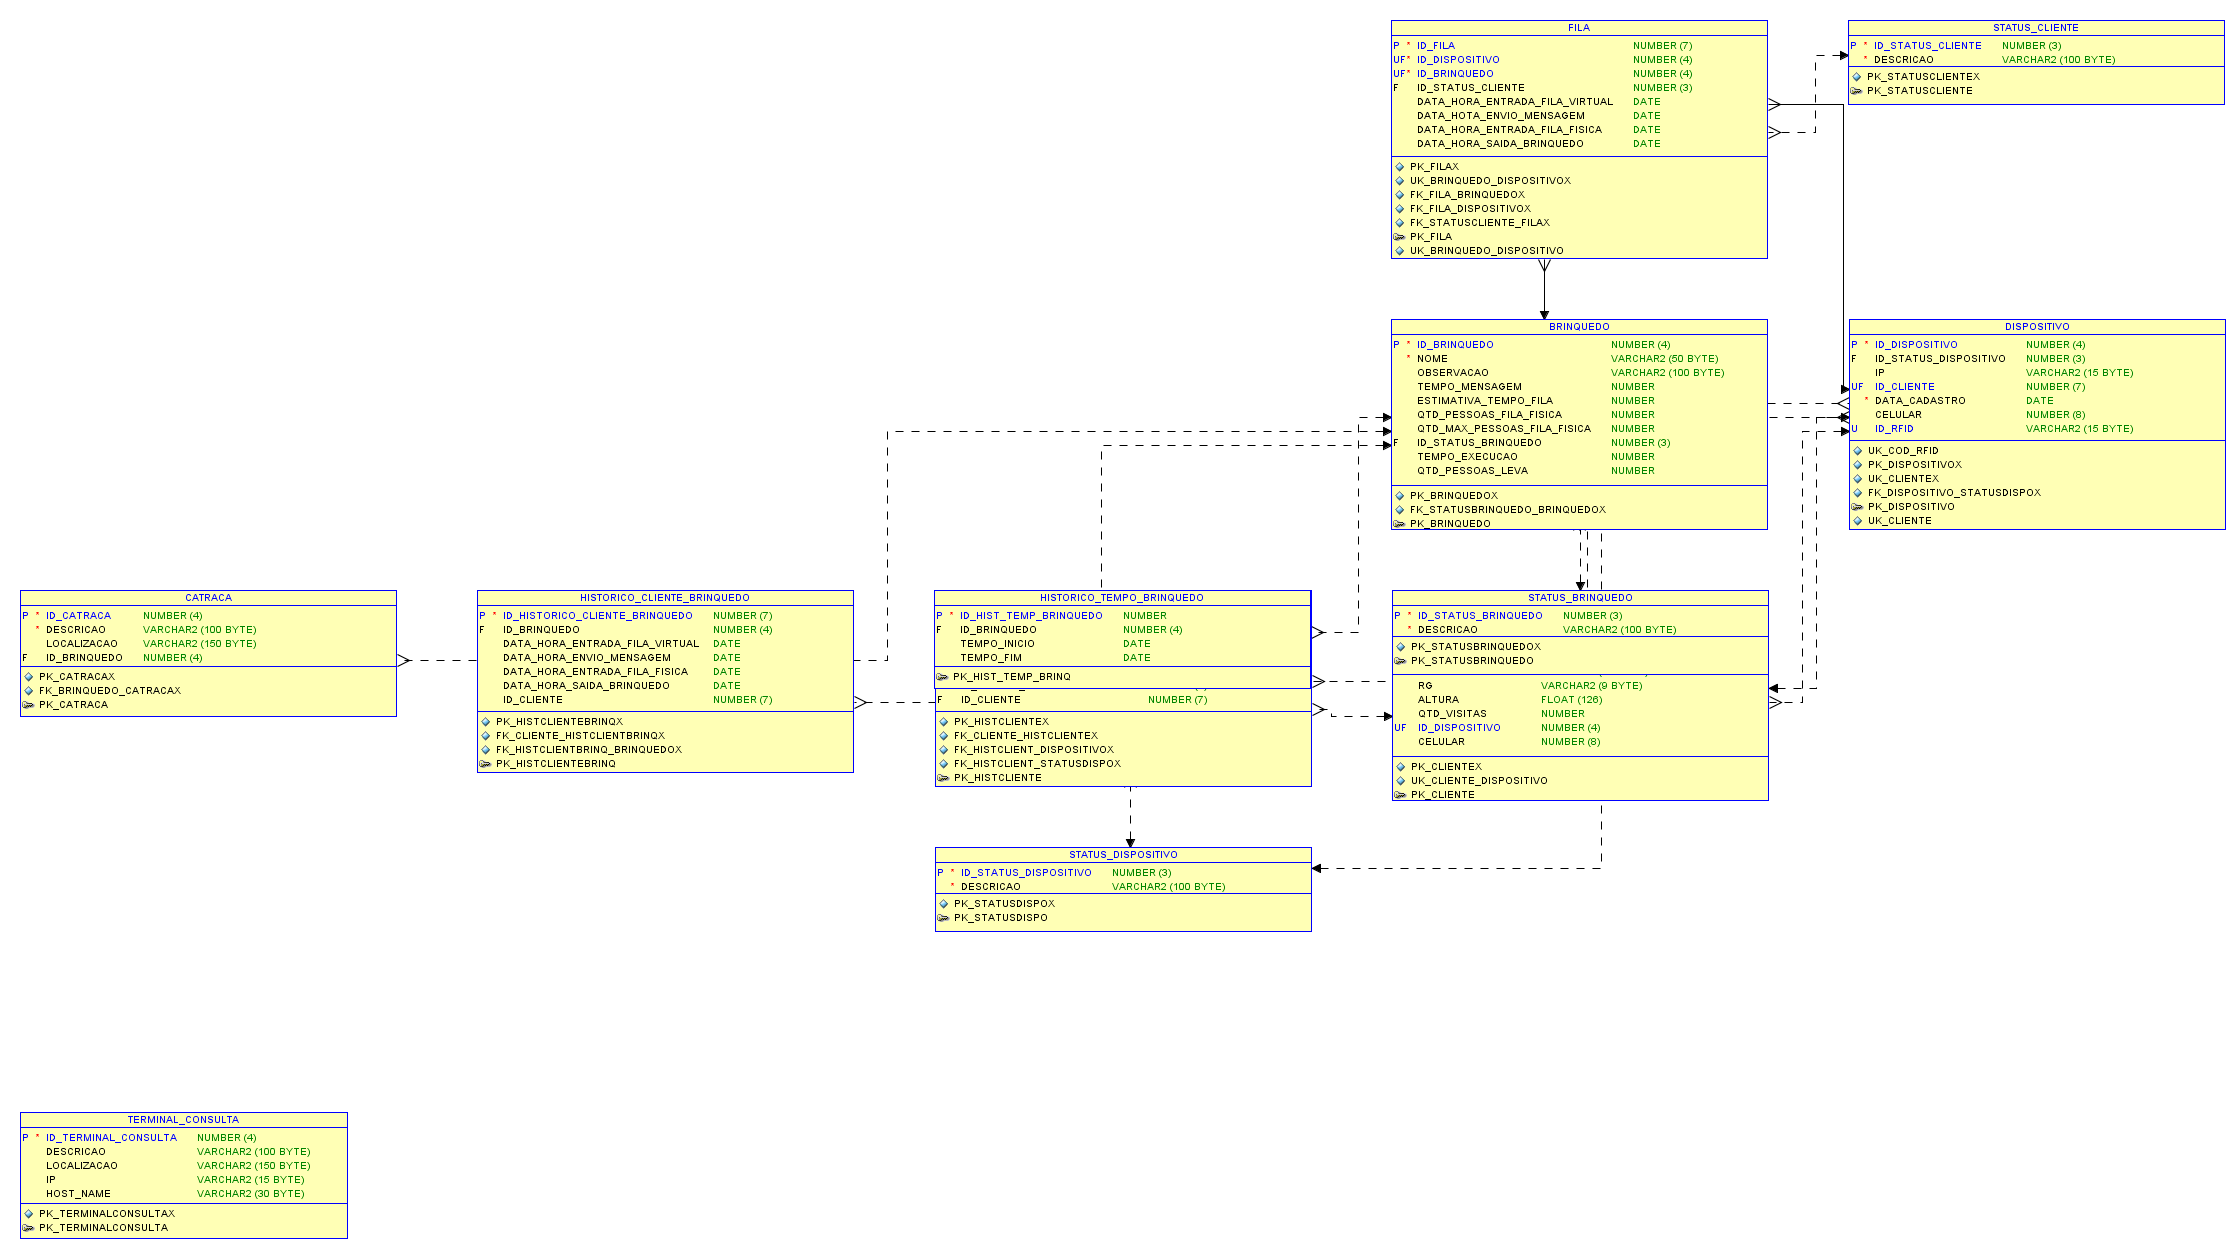 FILA
P * ID_FILA NUMBER (7)
UF* ID_DISPOSITIVO NUMBER (4)
UF* ID_BRINQUEDO NUMBER (4)
F ID_STATUS_CLIENTE NUMBER (3)
DATA_HORA_ENTRADA_FILA_VIRTUAL DATE
DATA_HOTA_ENVIO_MENSAGEM DATE
DATA_HORA_ENTRADA_FILA_FISICA DATE
DATA_HORA_SAIDA_BRINQUEDO DATE
PK_FILAX
UK_BRINQUEDO_DISPOSITIVOX
FK_FILA_BRINQUEDOX
FK_FILA_DISPOSITIVOX
FK_STATUSCLIENTE_FILAX
PK_FILA
UK_BRINQUEDO_DISPOSITIVO
STATUS_CLIENTE
P * ID_STATUS_CLIENTE NUMBER (3)
* DESCRICAO VARCHAR2 (100 BYTE)
PK_STATUSCLIENTEX
PK_STATUSCLIENTE
BRINQUEDO
P * ID_BRINQUEDO NUMBER (4)
* NOME VARCHAR2 (50 BYTE)
OBSERVACAO VARCHAR2 (100 BYTE)
TEMPO_MENSAGEM NUMBER
ESTIMATIVA_TEMPO_FILA NUMBER
QTD_PESSOAS_FILA_FISICA NUMBER
QTD_MAX_PESSOAS_FILA_FISICA NUMBER
F ID_STATUS_BRINQUEDO NUMBER (3)
TEMPO_EXECUCAO NUMBER
QTD_PESSOAS_LEVA NUMBER
PK_BRINQUEDOX
FK_STATUSBRINQUEDO_BRINQUEDOX
PK_BRINQUEDO
DISPOSITIVO
P * ID_DISPOSITIVO NUMBER (4)
F ID_STATUS_DISPOSITIVO NUMBER (3)
IP VARCHAR2 (15 BYTE)
UF ID_CLIENTE NUMBER (7)
* DATA_CADASTRO DATE
CELULAR NUMBER (8)
U ID_RFID VARCHAR2 (15 BYTE)
UK_COD_RFID
PK_DISPOSITIVOX
UK_CLIENTEX
FK_DISPOSITIVO_STATUSDISPOX
PK_DISPOSITIVO
UK_CLIENTE
CATRACA
P * ID_CATRACA NUMBER (4)
* DESCRICAO VARCHAR2 (100 BYTE)
LOCALIZACAO VARCHAR2 (150 BYTE)
F ID_BRINQUEDO NUMBER (4)
PK_CATRACAX
FK_BRINQUEDO_CATRACAX
PK_CATRACA
HISTORICO_CLIENTE_BRINQUEDO
P * ID_HISTORICO_CLIENTE_BRINQUEDO NUMBER (7)
F ID_BRINQUEDO NUMBER (4)
DATA_HORA_ENTRADA_FILA_VIRTUAL DATE
DATA_HORA_ENVIO_MENSAGEM DATE
DATA_HORA_ENTRADA_FILA_FISICA DATE
DATA_HORA_SAIDA_BRINQUEDO DATE
ID_CLIENTE NUMBER (7)
PK_HISTCLIENTEBRINQX
FK_CLIENTE_HISTCLIENTBRINQX
FK_HISTCLIENTBRINQ_BRINQUEDOX
PK_HISTCLIENTEBRINQ
HISTORICO_TEMPO_BRINQUEDO
P * ID_HIST_TEMP_BRINQUEDO NUMBER
F ID_BRINQUEDO NUMBER (4)
TEMPO_INICIO DATE
TEMPO_FIM DATE
PK_HIST_TEMP_BRINQ
F ID_CLIENTE NUMBER (7)
PK_HISTCLIENTEX
FK_CLIENTE_HISTCLIENTEX
FK_HISTCLIENT_DISPOSITIVOX
FK_HISTCLIENT_STATUSDISPOX
PK_HISTCLIENTE
STATUS_BRINQUEDO
P * ID_STATUS_BRINQUEDO NUMBER (3)
* DESCRICAO VARCHAR2 (100 BYTE)
PK_STATUSBRINQUEDOX
PK_STATUSBRINQUEDO
RG VARCHAR2 (9 BYTE)
ALTURA FLOAT (126)
QTD_VISITAS NUMBER
UF ID_DISPOSITIVO NUMBER (4)
CELULAR NUMBER (8)
PK_CLIENTEX
UK_CLIENTE_DISPOSITIVO
PK_CLIENTE
STATUS_DISPOSITIVO
P * ID_STATUS_DISPOSITIVO NUMBER (3)
* DESCRICAO VARCHAR2 (100 BYTE)
PK_STATUSDISPOX
PK_STATUSDISPO
TERMINAL_CONSULTA
P * ID_TERMINAL_CONSULTA NUMBER (4)
DESCRICAO VARCHAR2 (100 BYTE)
LOCALIZACAO VARCHAR2 (150 BYTE)
IP VARCHAR2 (15 BYTE)
HOST_NAME VARCHAR2 (30 BYTE)
PK_TERMINALCONSULTAX
PK_TERMINALCONSULTA